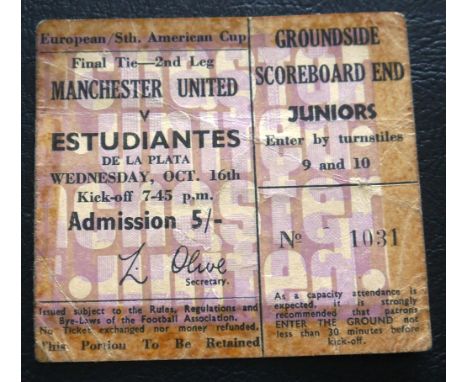 European/Sth. American Cup
Final Tie—2nd Leg
MANCHESTER UNITED
V
ESTUDIANTES
DE LA PLATA
WEDNESDAY, OCT. 16th
Kick-off 7-45 p.m.
Admission 5/-
L. Olive
Secretary.
Issued subject to the Rules, Regulations and
Bye-Laws of the Football Association.
No Ticket exchanged nor money refunded.
This Portion To Be Retained
GROUNDSIDE
SCOREBOARD END
JUNIORS
Enter by turnstiles
9 and 10
No - 1031
As a capacity attendance is
expected, it is strongly
recommended that patrons
ENTER THE GROUND not
less than 30 minutes before
kick-off.